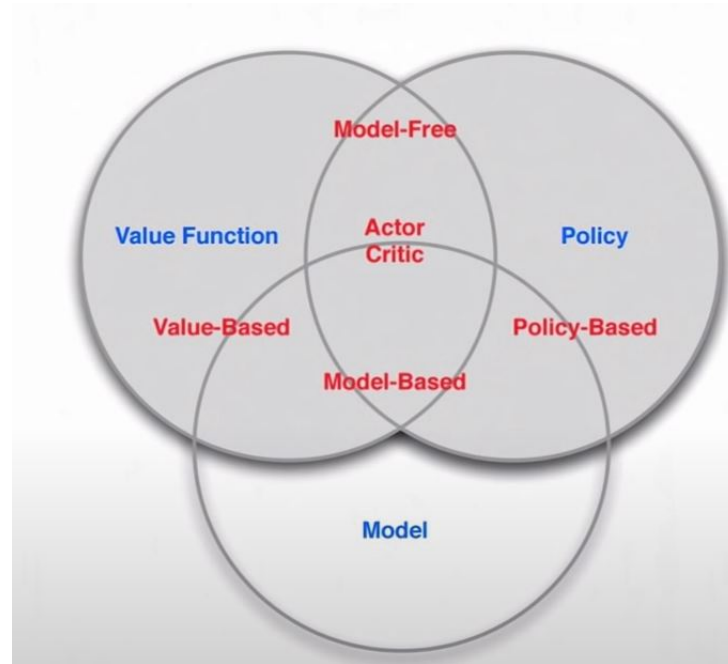 Model-Free
Value Function
Actor
Critic
Policy
Value-Based
Policy-Based
Model-Based
Model